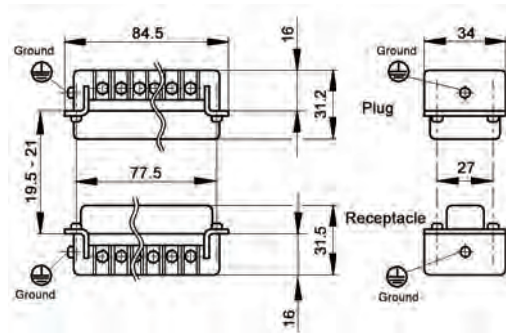 Ground
84.5
16
31.2
34
Ground
Plug
19.5 - 21
77.5
27
Receptacle
31.5
Ground
16
Ground